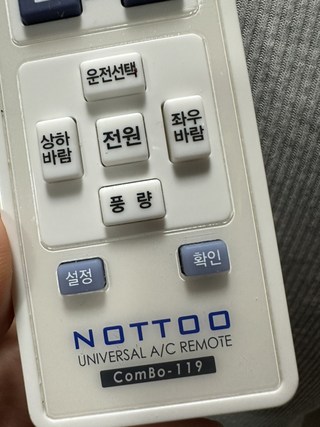 운전선택
상하
바람
전원
좌우
바람
풍 량
설정
확인
NOTTOO
UNIVERSAL A/C REMOTE
ComBo-119